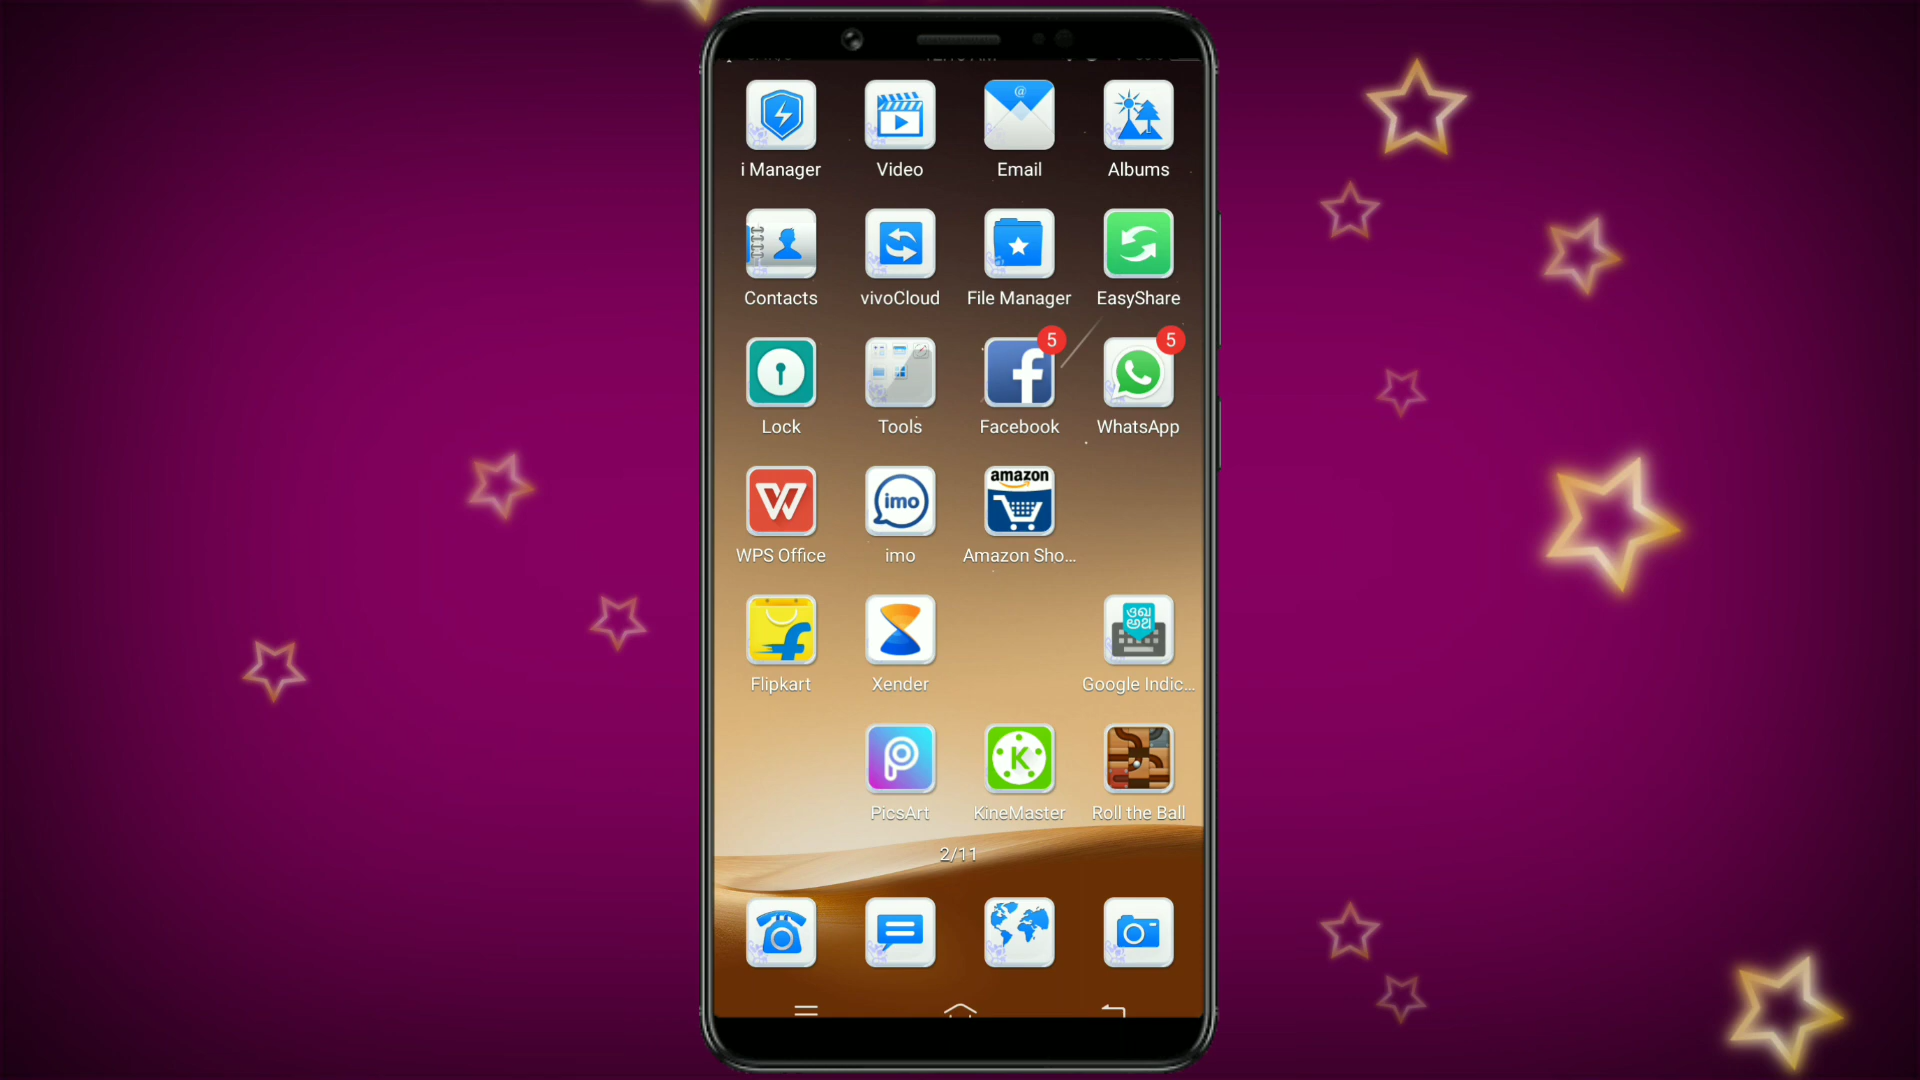 i Manager Video Email Albums
Contacts vivoCloud File Manager EasyShare
5 5
Lock Tools Facebook WhatsApp
imo amazon
WPS Office imo Amazon Sho...
Flipkart Xender Google Indic...
PicsArt KineMaster Roll the Ball
2/11